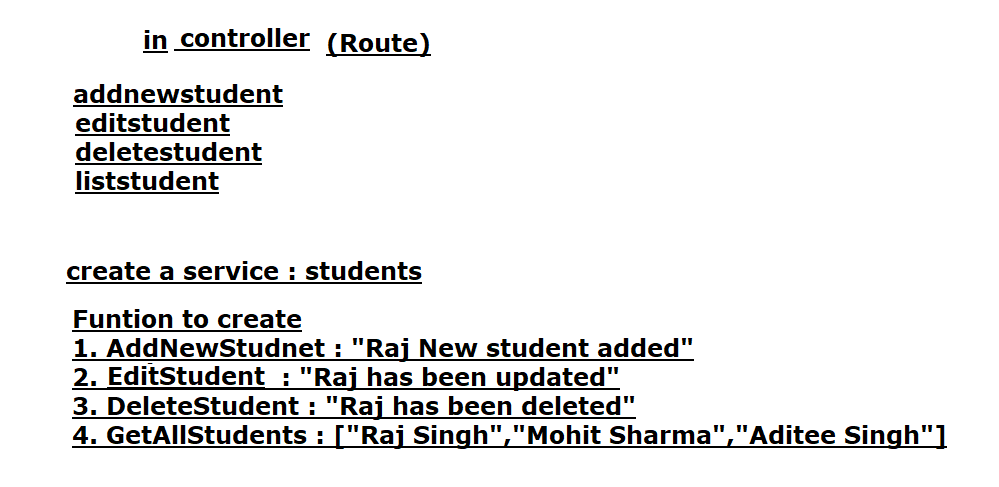 in controller (Route)
addnewstudent
editstudent
deletestudent
liststudent
create a service : students
Funtion to create
1. AddNewStudnet : "Raj New student added"
2. EditStudent : "Raj has been updated"
3. DeleteStudent : "Raj has been deleted"
4. GetAllStudents : ["Raj Singh","Mohit Sharma","Aditee Singh"]